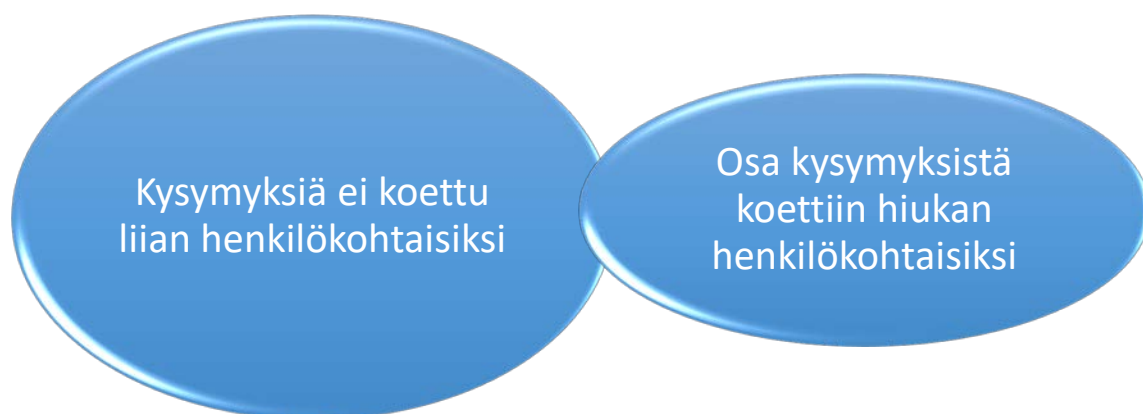 Kysymyksiä ei koettu
liian henkilökohtaisiksi
Osa kysymyksistä
koettiin hiukan
henkilökohtaisiksi